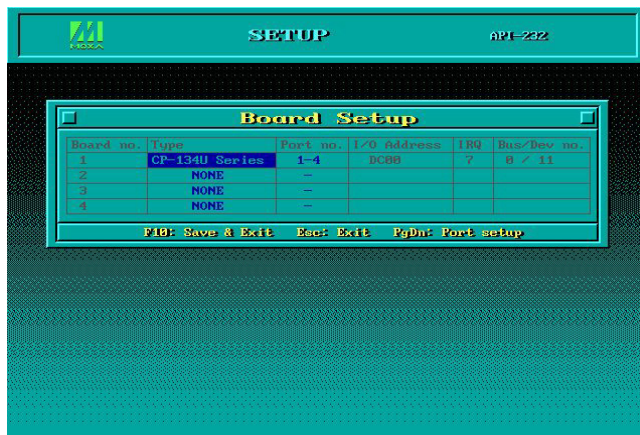 MOXA
SETUP
API-232
Board Setup
Board no. Type Port no. I/O Address IRQ Bus/Dev no.
1 CP-134U Series 1-4 DC00 7 0 / 11
2 NONE -
3 NONE -
4 NONE -
F10: Save & Exit Esc: Exit PgDn: Port setup